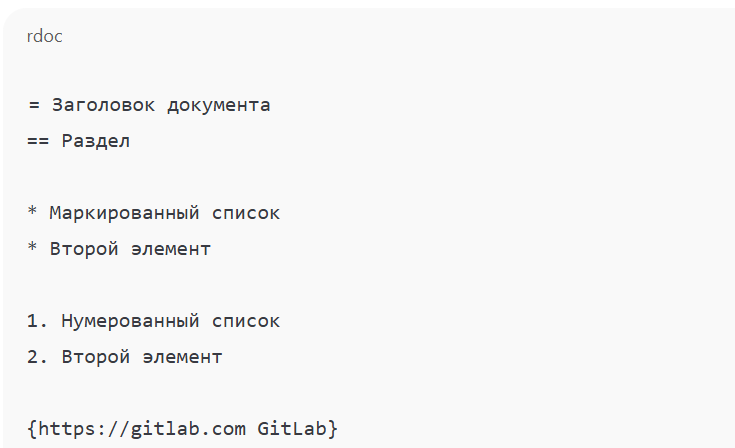 rdoc
= Заголовок документа
== Раздел
* Маркированный список
* Второй элемент
1. Нумерованный список
2. Второй элемент
{https://gitlab.com GitLab}